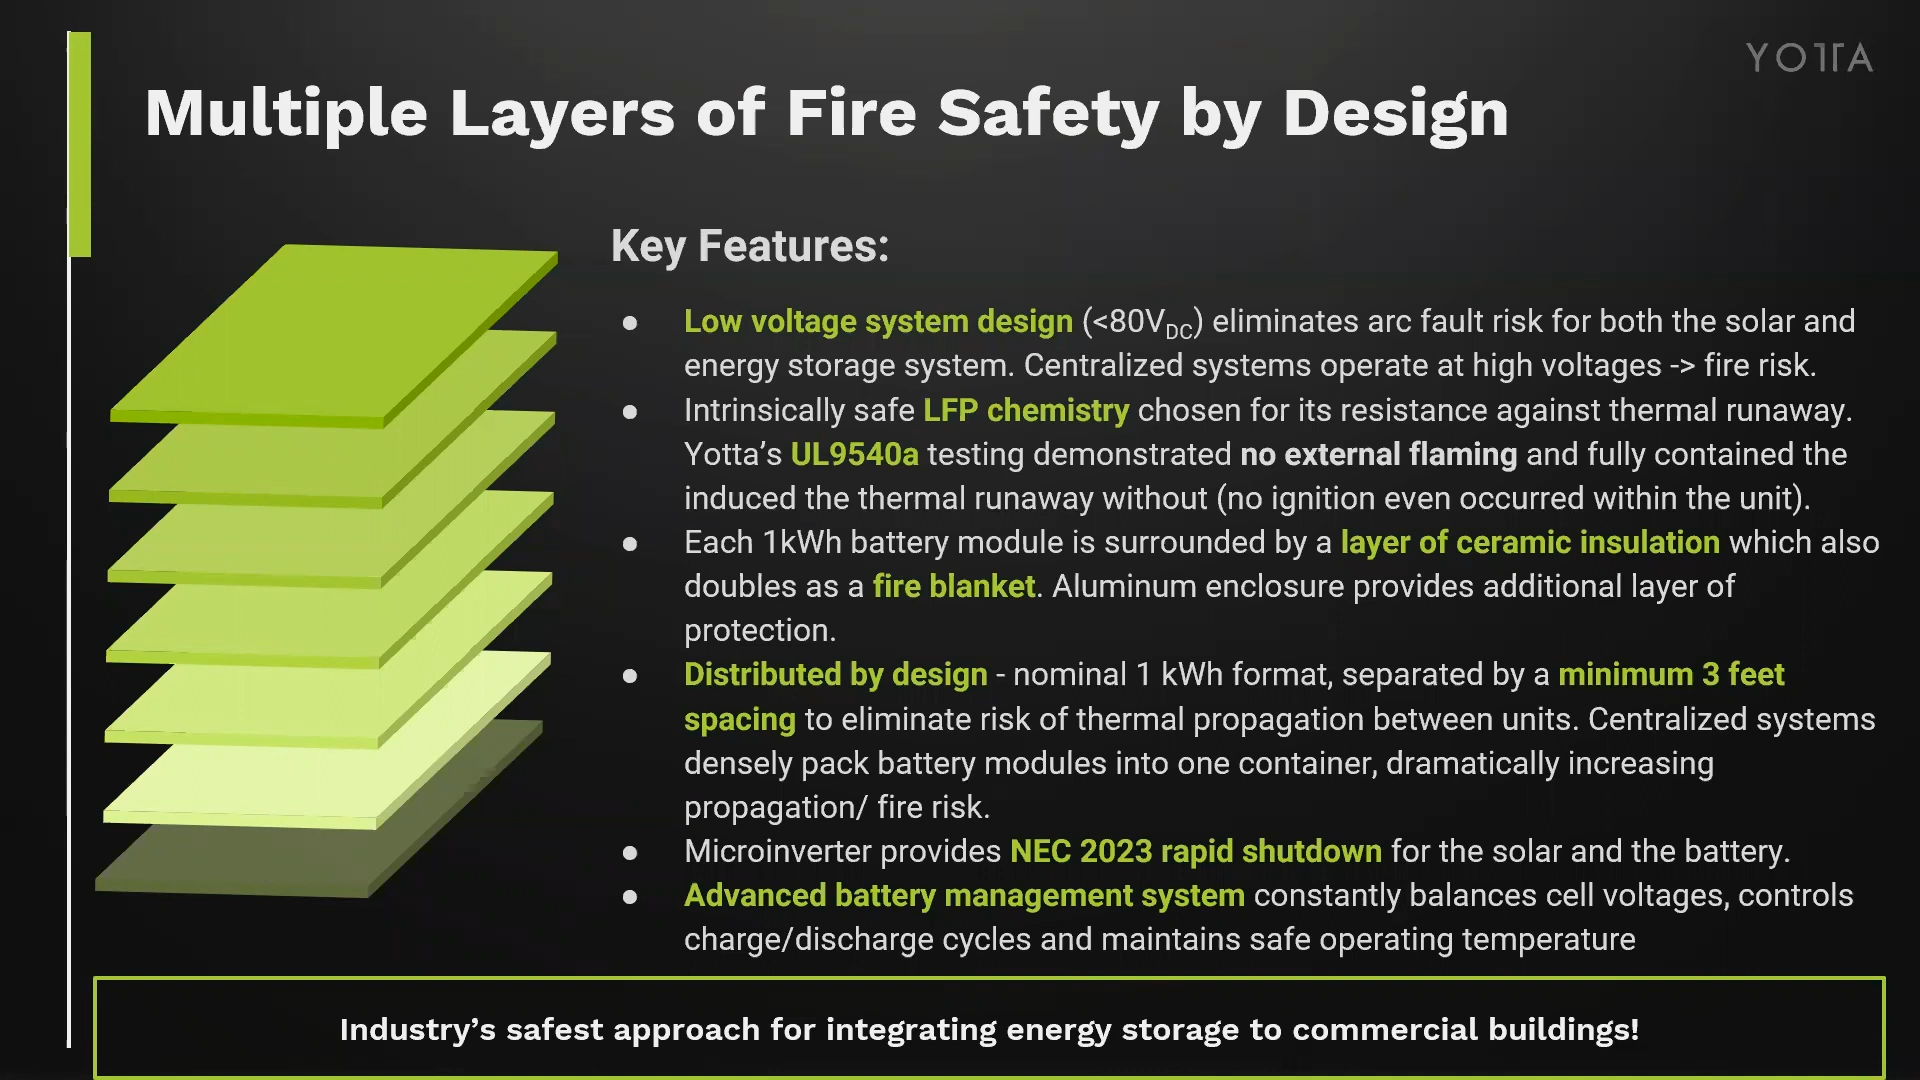 YOTTA
Multiple Layers of Fire Safety by Design
Key Features:
● Low voltage system design (<80VDC) eliminates arc fault risk for both the solar and
energy storage system. Centralized systems operate at high voltages -> fire risk.
● Intrinsically safe LFP chemistry chosen for its resistance against thermal runaway.
Yotta’s UL9540a testing demonstrated no external flaming and fully contained the
induced the thermal runaway without (no ignition even occurred within the unit).
● Each 1kWh battery module is surrounded by a layer of ceramic insulation which also
doubles as a fire blanket. Aluminum enclosure provides additional layer of
protection.
● Distributed by design - nominal 1 kWh format, separated by a minimum 3 feet
spacing to eliminate risk of thermal propagation between units. Centralized systems
densely pack battery modules into one container, dramatically increasing
propagation/ fire risk.
● Microinverter provides NEC 2023 rapid shutdown for the solar and the battery.
● Advanced battery management system constantly balances cell voltages, controls
charge/discharge cycles and maintains safe operating temperature
Industry’s safest approach for integrating energy storage to commercial buildings!